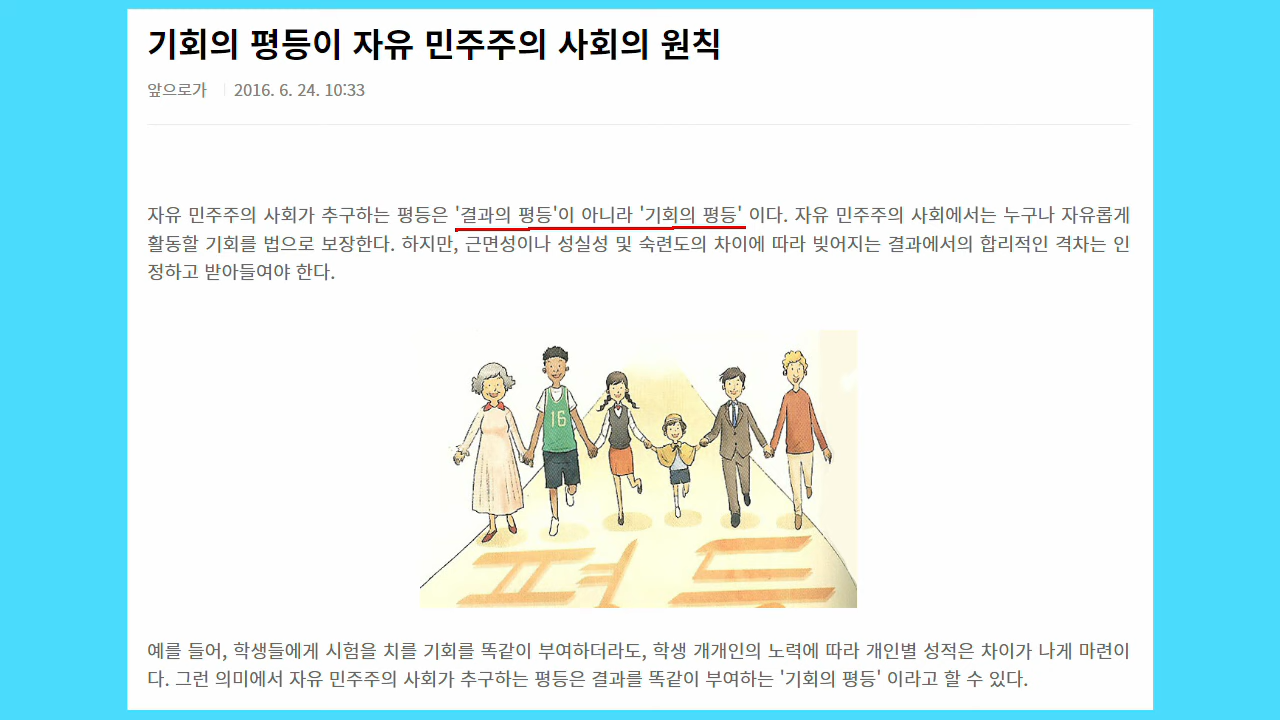 기회의 평등이 자유 민주주의 사회의 원칙
앞으로가 2016. 6. 24. 10:33
자유 민주주의 사회가 추구하는 평등은 '결과의 평등'이 아니라 '기회의 평등' 이다. 자유 민주주의 사회에서는 누구나 자유롭게
활동할 기회를 법으로 보장한다. 하지만, 근면성이나 성실성 및 숙련도의 차이에 따라 빚어지는 결과에서의 합리적인 격차는 인
정하고 받아들여야 한다.
16
평등
예를 들어, 학생들에게 시험을 치를 기회를 똑같이 부여하더라도, 학생 개개인의 노력에 따라 개인별 성적은 차이가 나게 마련이
다. 그런 의미에서 자유 민주주의 사회가 추구하는 평등은 결과를 똑같이 부여하는 '기회의 평등' 이라고 할 수 있다.